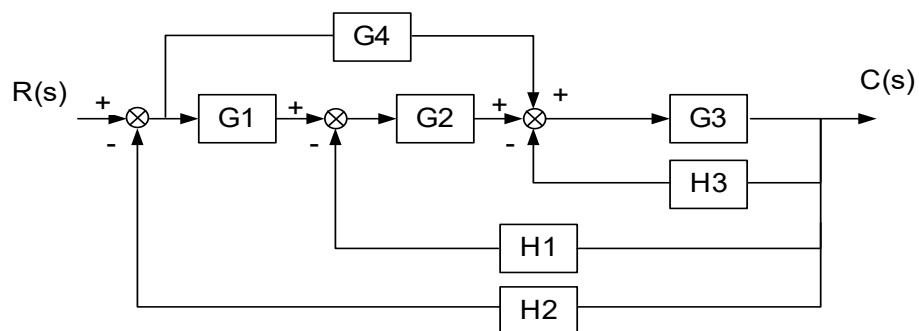 G4
R(s)
C(s)
+
+
+
+
+
G1
G2
G3
-
-
-
H3
H1
H2